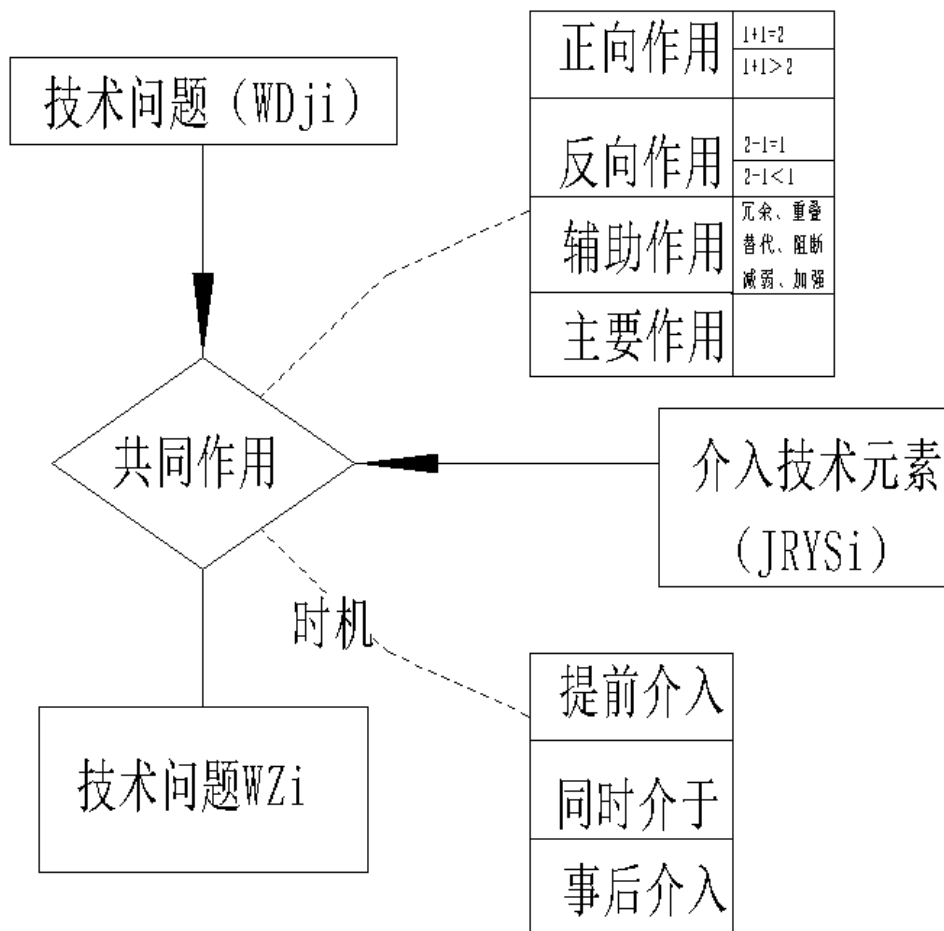 技术问题（WDji）
正向作用
1+1=2
1+1>2
反向作用
2-1=1
2-1<1
辅助作用
冗余、重叠
替代、阻断
减弱、加强
主要作用
共同作用
介入技术元素
（JRYSi）
时机
技术问题WZi
提前介入
同时介于
事后介入